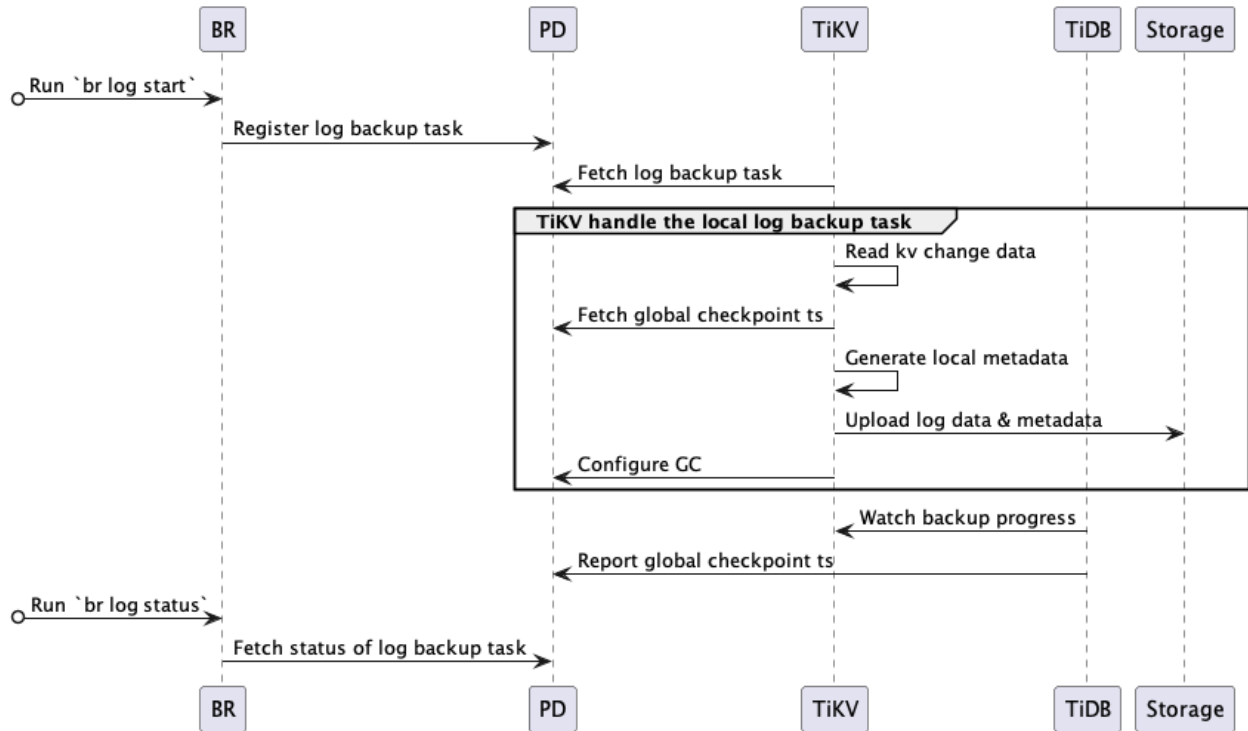 BR PD TiKV TiDB Storage
Run `br log start`
Register log backup task
Fetch log backup task
TiKV handle the local log backup task
Read kv change data
Fetch global checkpoint ts
Generate local metadata
Upload log data & metadata
Configure GC
Watch backup progress
Report global checkpoint ts
Run `br log status`
Fetch status of log backup task
BR PD TiKV TiDB Storage